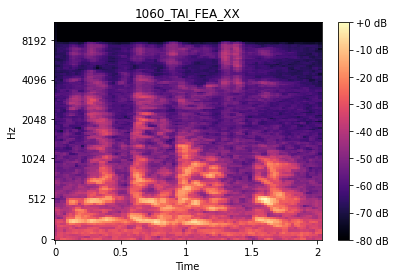 1060_TAI_FEA_XX
+0 dB
8192
-10 dB
-20 dB
4096
-30 dB
Hz
2048
-40 dB
1024
-50 dB
512
-60 dB
-70 dB
0
-80 dB
0
0.5
1
1.5
2
Time